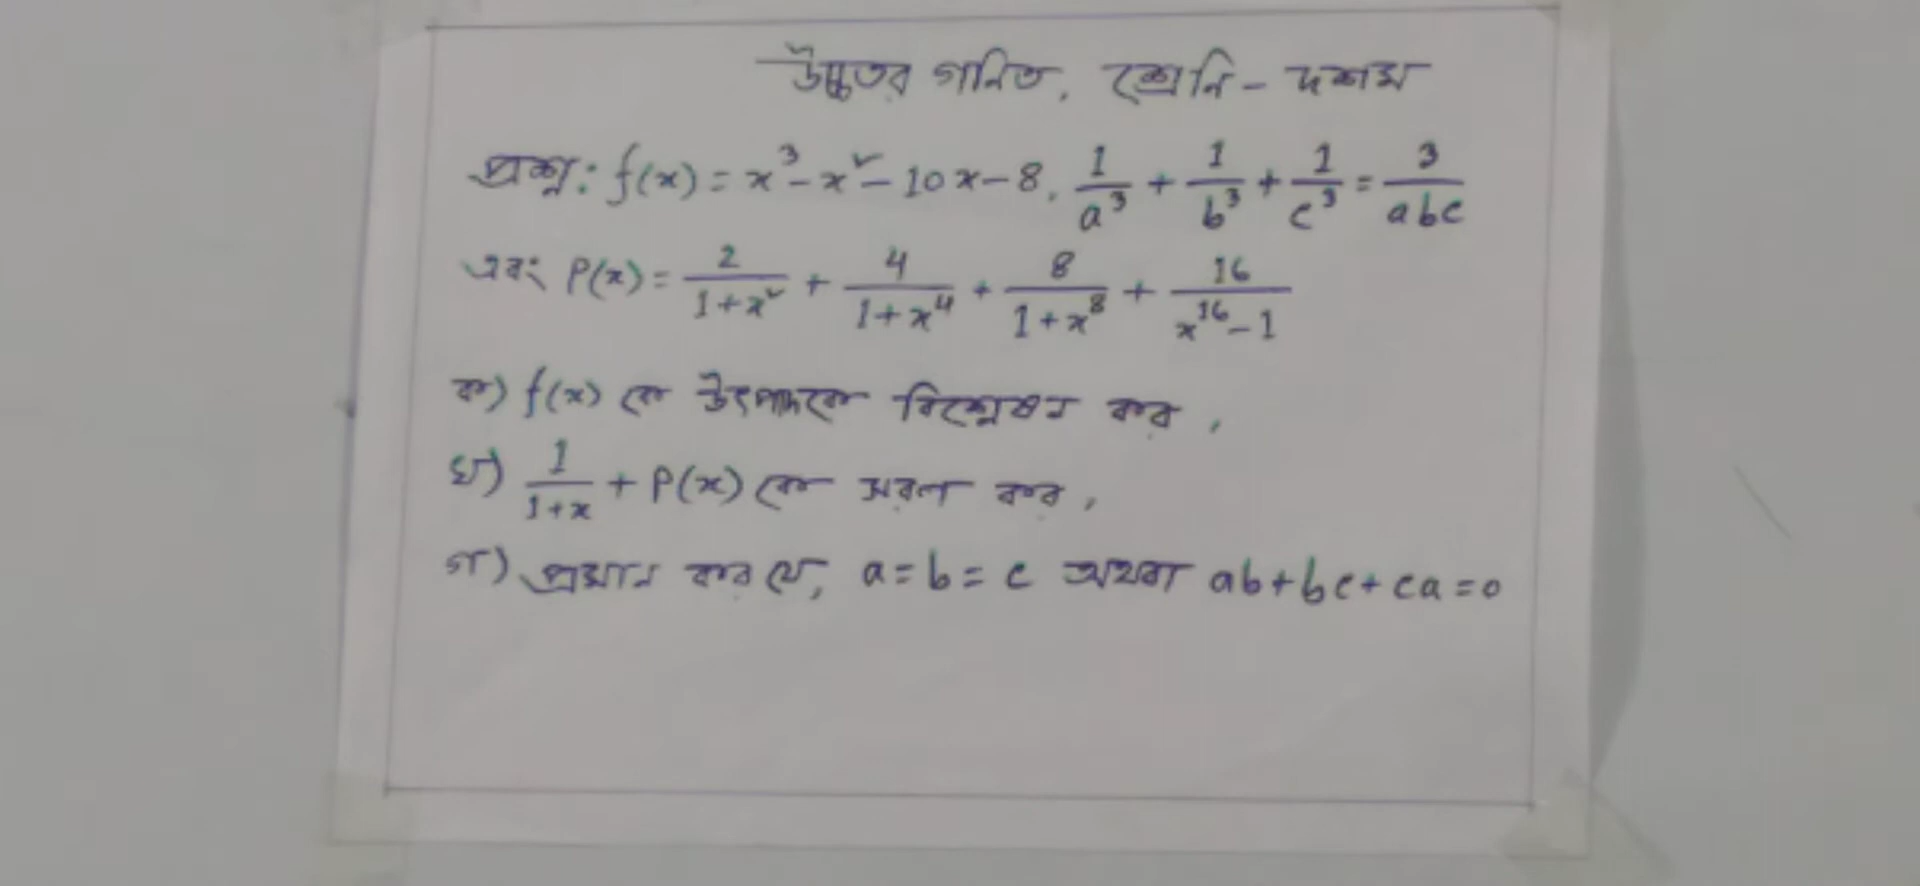 উচ্চতর গনিত, শ্রেনি - দশম
প্রশ্ন: f(x) = x³ - x² - 10x - 8, 1/a³ + 1/b³ + 1/c³ = 3/abc
এবং P(x) = 2/(1+x²) + 4/(1+x⁴) + 8/(1+x⁸) + 16/(x¹⁶-1)
ক) f(x) কে উৎপাদকে বিশ্লেষন কর,
খ) 1/(1+x) + P(x) কে সরল কর,
গ) প্রমান কর যে, a = b = c অথবা ab + bc + ca = 0